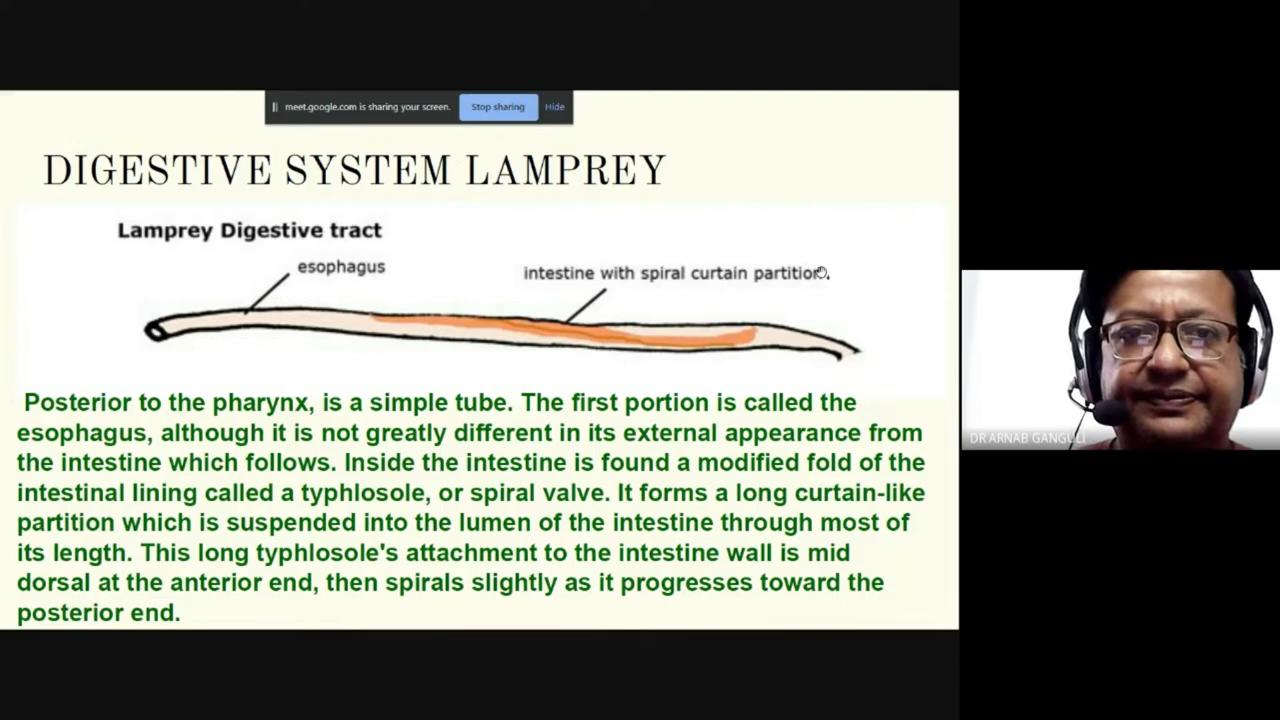 meet.google.com is sharing your screen. Stop sharing Hide
DIGESTIVE SYSTEM LAMPREY
Lamprey Digestive tract
esophagus
intestine with spiral curtain partition.
Posterior to the pharynx, is a simple tube. The first portion is called the
esophagus, although it is not greatly different in its external appearance from
the intestine which follows. Inside the intestine is found a modified fold of the
intestinal lining called a typhlosole, or spiral valve. It forms a long curtain-like
partition which is suspended into the lumen of the intestine through most of
its length. This long typhlosole's attachment to the intestine wall is mid
dorsal at the anterior end, then spirals slightly as it progresses toward the
posterior end.
DR ARNAB GANGULI